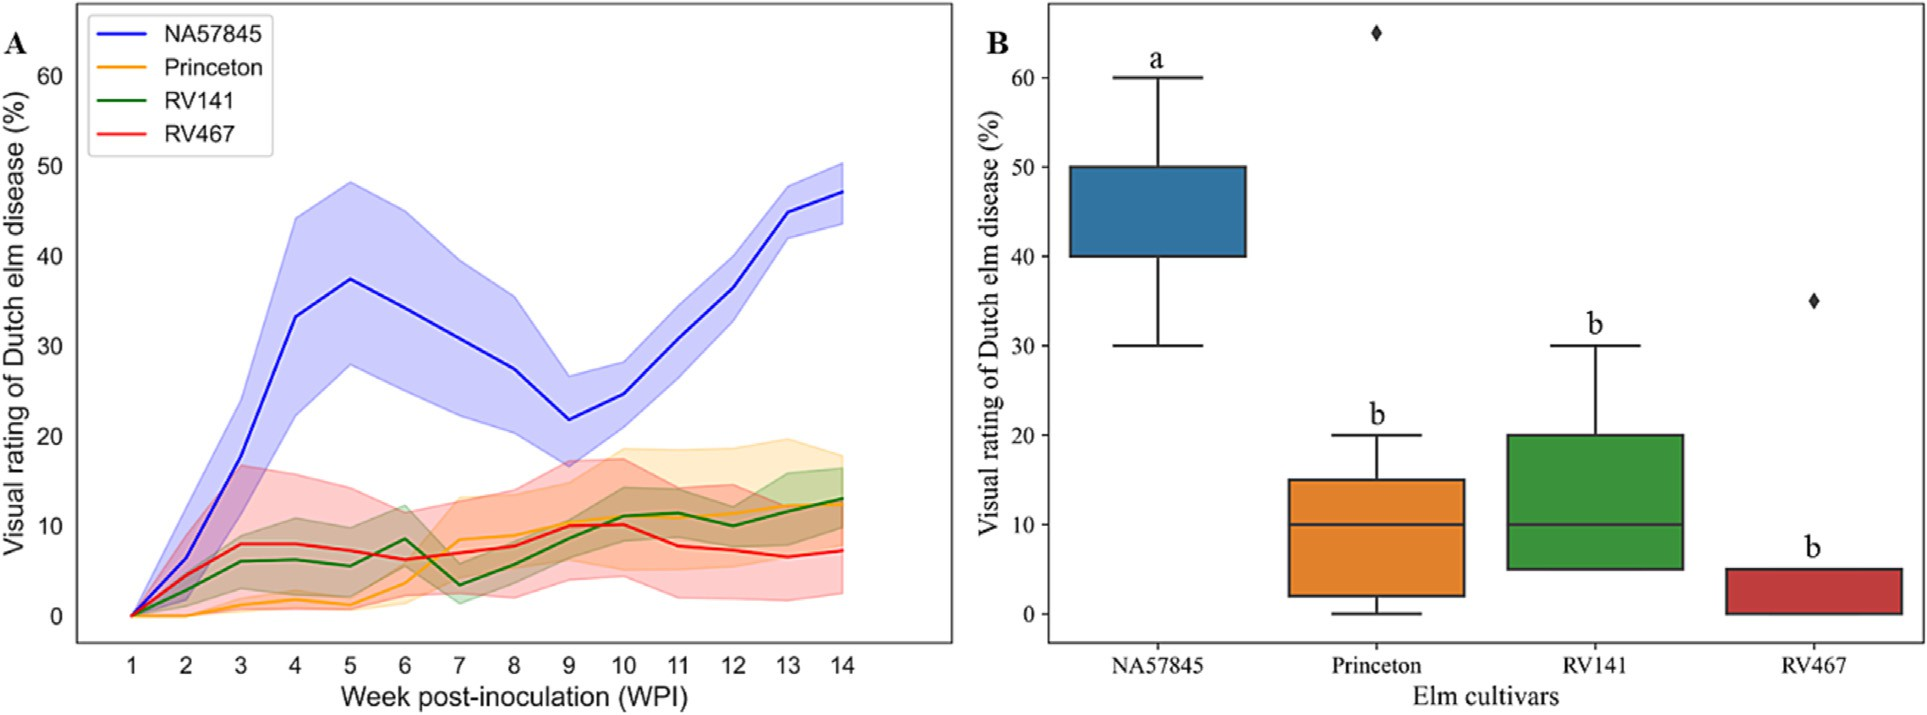 A
NA57845
Princeton
RV141
RV467
Visual rating of Dutch elm disease (%)
60
50
40
30
20
10
0
1 2 3 4 5 6 7 8 9 10 11 12 13 14
Week post-inoculation (WPI)
B
Visual rating of Dutch elm disease (%)
60
50
40
30
20
10
0
a
b
b
b
NA57845 Princeton RV141 RV467
Elm cultivars